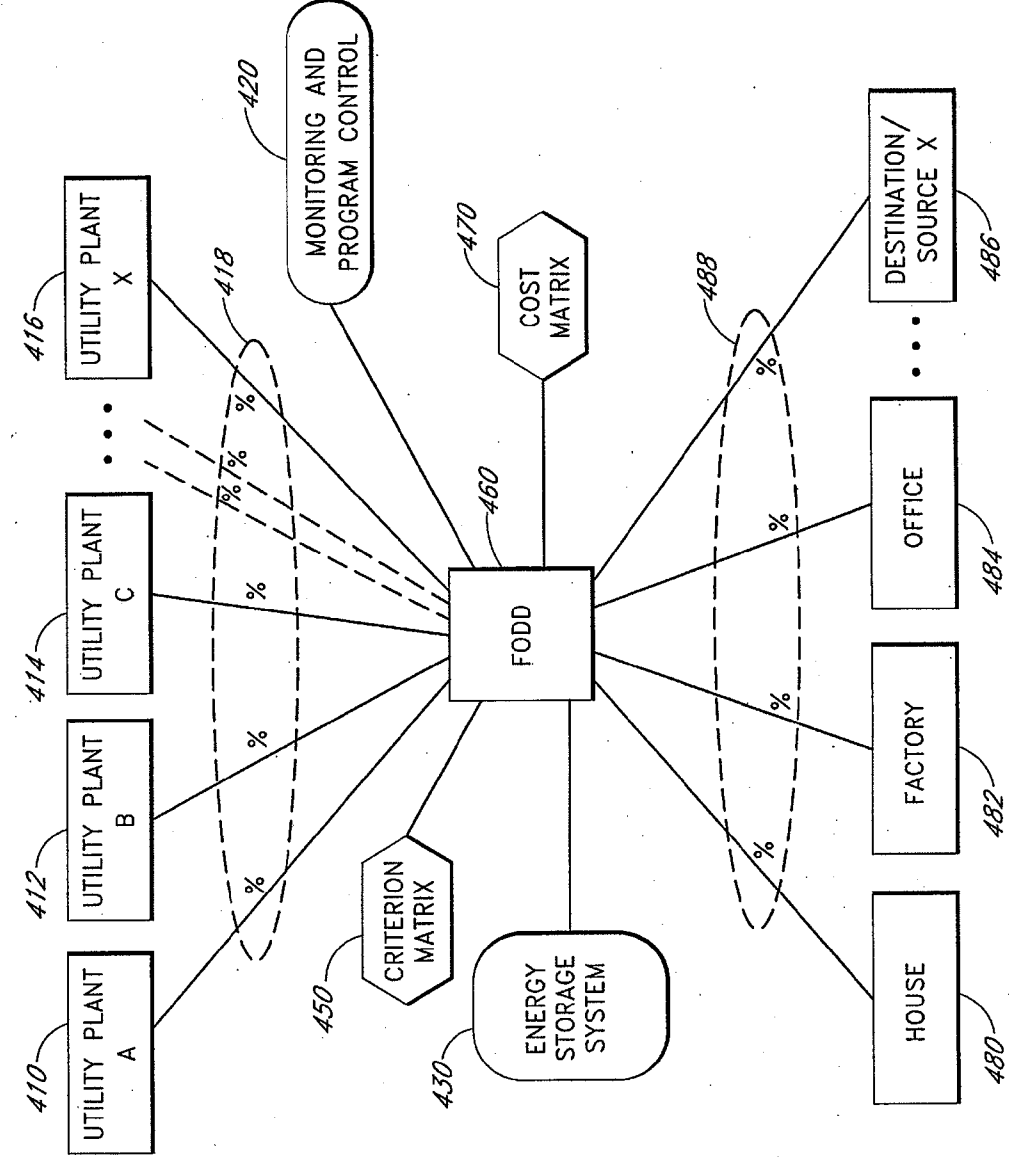 410
UTILITY PLANT
A
412
UTILITY PLANT
B
414
UTILITY PLANT
C
• • •
416
UTILITY PLANT
X
%
%
%
%
%
%
418
420
MONITORING AND
PROGRAM CONTROL
450
CRITERION
MATRIX
430
ENERGY
STORAGE
SYSTEM
460
FODD
470
COST
MATRIX
%
%
%
%
488
HOUSE
480
FACTORY
482
OFFICE
484
• • •
DESTINATION/
SOURCE X
486